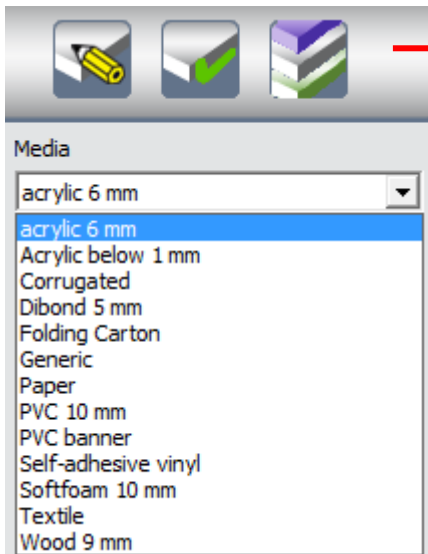 Media
acrylic 6 mm
acrylic 6 mm
Acrylic below 1 mm
Corrugated
Dibond 5 mm
Folding Carton
Generic
Paper
PVC 10 mm
PVC banner
Self-adhesive vinyl
Softfoam 10 mm
Textile
Wood 9 mm